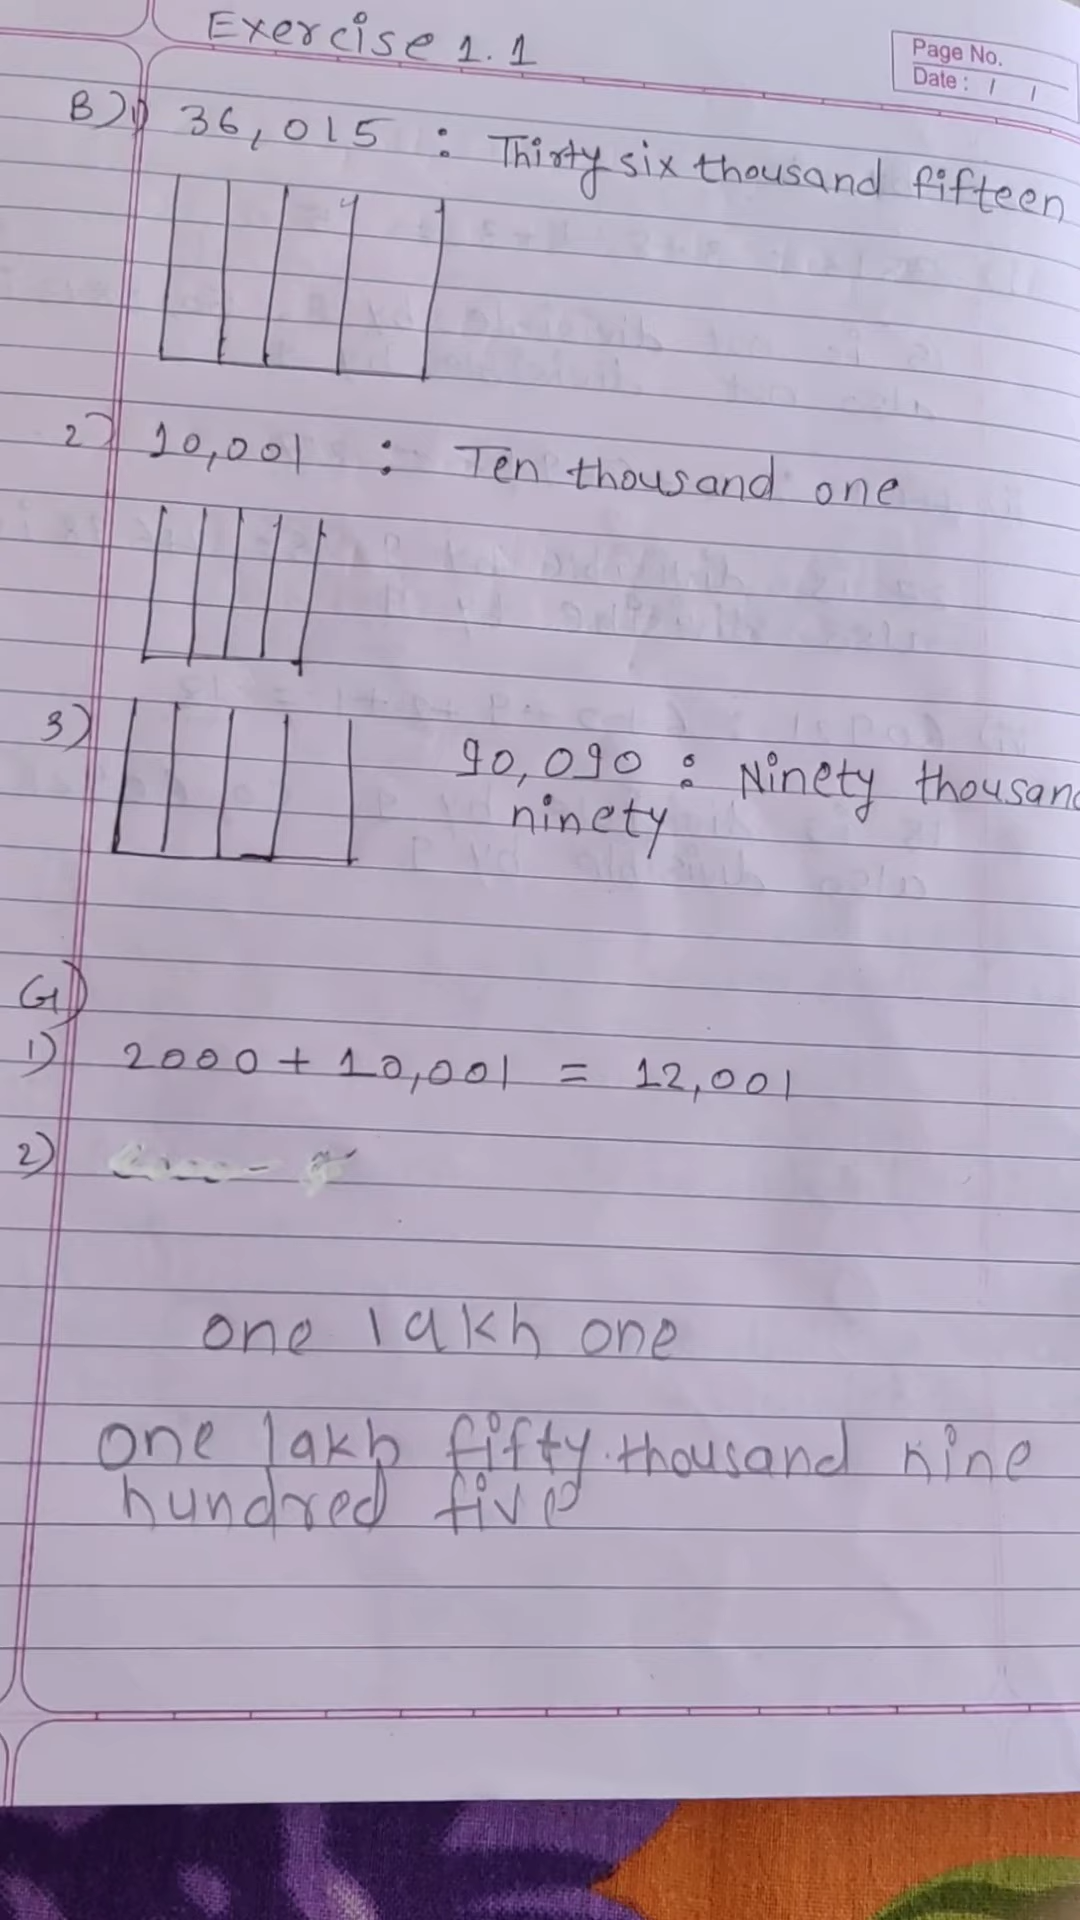 Exercise 1.1
Page No.
Date: / /
B) 1) 36,015 : Thirty six thousand fifteen
2) 10,001 : Ten thousand one
3) 90,090 : Ninety thousand
ninety
G)
1) 2000 + 10,001 = 12,001
2)
one lakh one
one lakh fifty thousand nine
hundred five